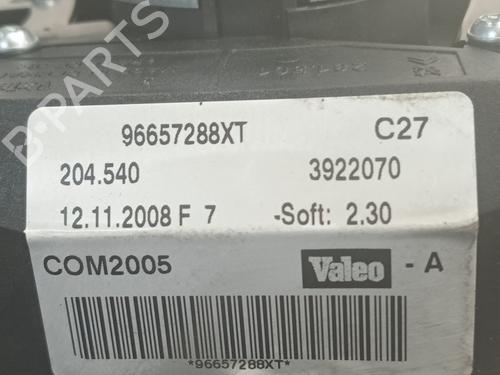 96657288XT C27
204.540 3922070
12.11.2008 F 7 -Soft: 2.30
COM2005 Valeo - A
*96657288XT*
B-PARTS